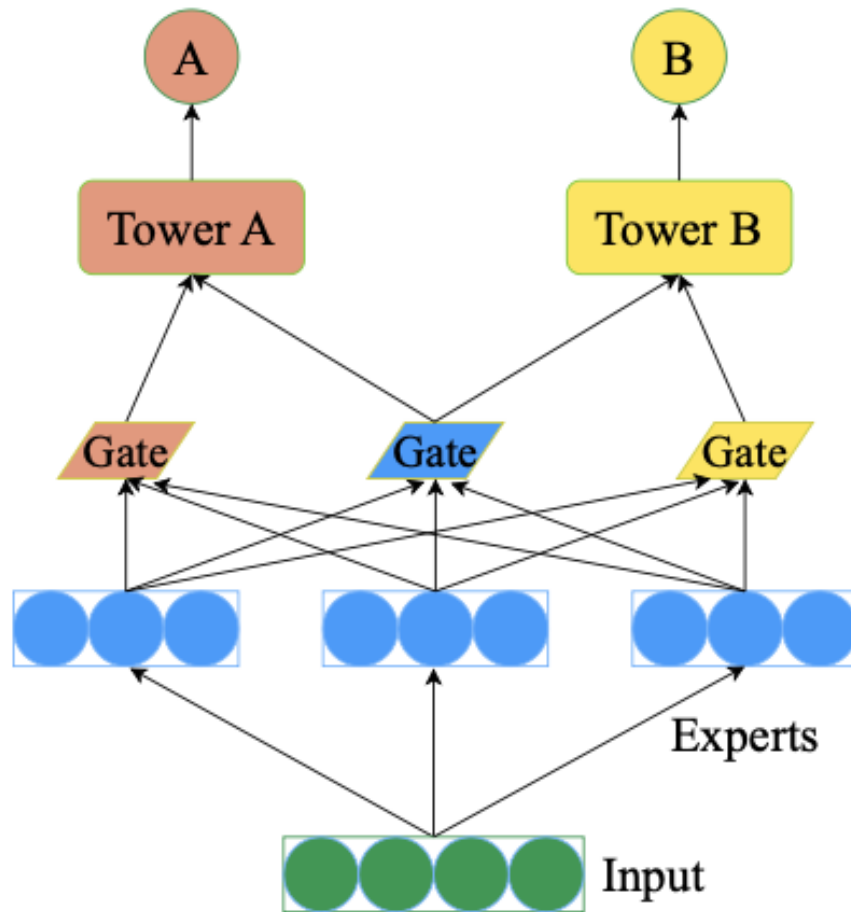 A
B
Tower A
Tower B
Gate
Gate
Gate
Experts
Input